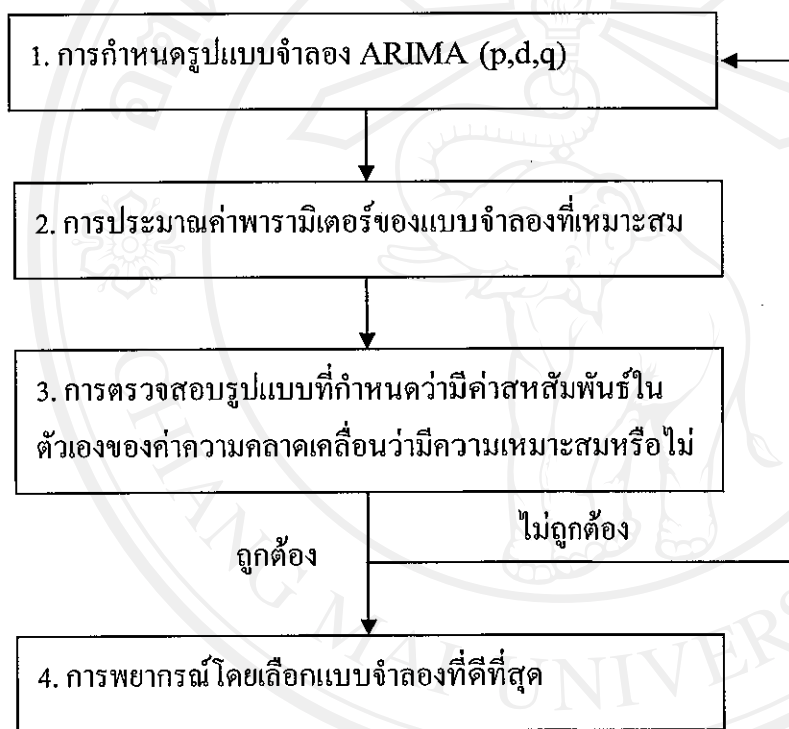 1. การกำหนดรูปแบบจำลอง ARIMA (p,d,q)
2. การประมาณค่าพารามิเตอร์ของแบบจำลองที่เหมาะสม
3. การตรวจสอบรูปแบบที่กำหนดว่ามีค่าสหสัมพันธ์ใน
ตัวเองของค่าความคลาดเคลื่อนว่ามีความเหมาะสมหรือไม่
ถูกต้อง
ไม่ถูกต้อง
4. การพยากรณ์โดยเลือกแบบจำลองที่ดีที่สุด
CHIANG MAI UNIVERS